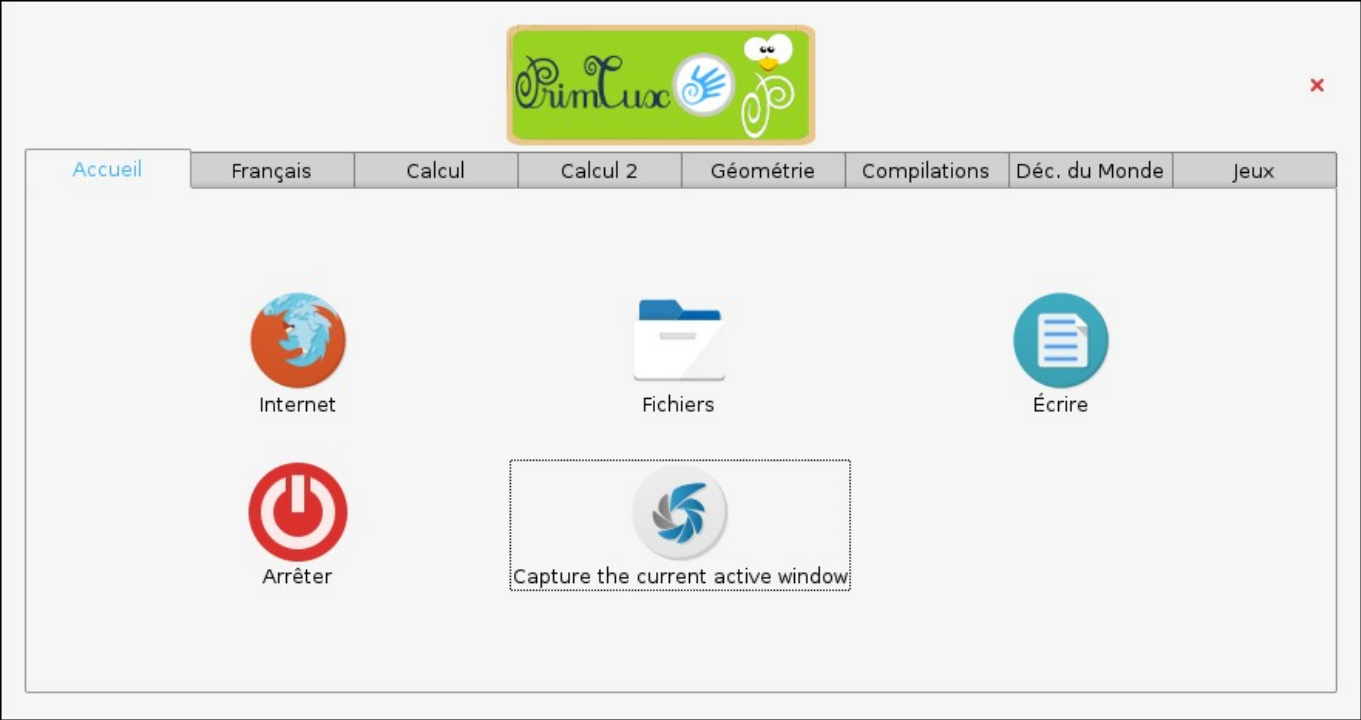 PrimTux
Accueil Français Calcul Calcul 2 Géométrie Compilations Déc. du Monde Jeux
Internet Fichiers Écrire
Arrêter Capture the current active window